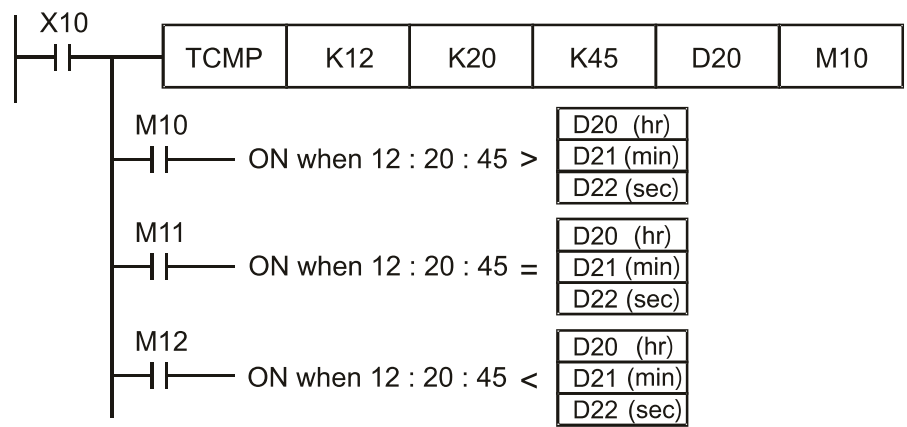 X10
TCMP K12 K20 K45 D20 M10
M10
D20 (hr)
ON when 12 : 20 : 45 > D21 (min)
D22 (sec)
M11
D20 (hr)
ON when 12 : 20 : 45 = D21 (min)
D22 (sec)
M12
D20 (hr)
ON when 12 : 20 : 45 < D21 (min)
D22 (sec)